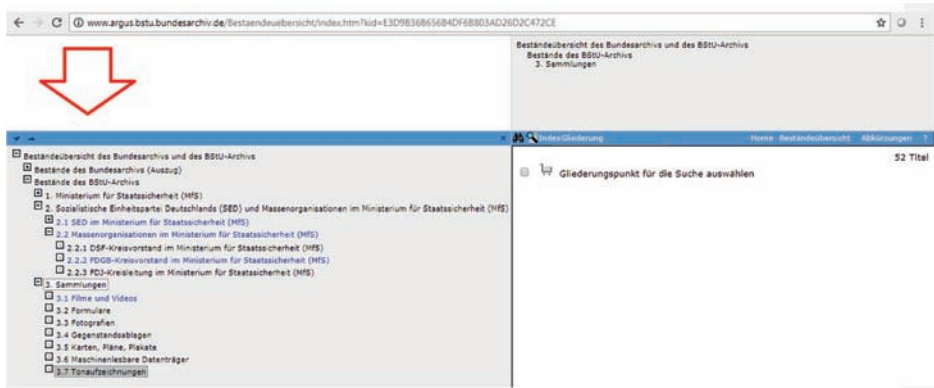 www.argus.bstu.bundesarchiv.de/Bestaendeuebersicht/index.htm?kid=E3D9B36B656B4DF6B803AD26D2C472CE
Beständeübersicht des Bundesarchivs und des BStU-Archivs
Bestände des BStU-Archivs
3. Sammlungen
Index Gliederung Home Beständeübersicht Abkürzungen ?
Beständeübersicht des Bundesarchivs und des BStU-Archivs
Bestände des Bundesarchivs (Auszug)
Bestände des BStU-Archivs
1. Ministerium für Staatssicherheit (MfS)
2. Sozialistische Einheitspartei Deutschlands (SED) und Massenorganisationen im Ministerium für Staatssicherheit (MfS)
2.1 SED im Ministerium für Staatssicherheit (MfS)
2.2 Massenorganisationen im Ministerium für Staatssicherheit (MfS)
2.2.1 DSF-Kreisvorstand im Ministerium für Staatssicherheit (MfS)
2.2.2 FDGB-Kreisvorstand im Ministerium für Staatssicherheit (MfS)
2.2.3 FDJ-Kreisleitung im Ministerium für Staatssicherheit (MfS)
3. Sammlungen
3.1 Filme und Videos
3.2 Formulare
3.3 Fotografien
3.4 Gegenstandsablagen
3.5 Karten, Pläne, Plakate
3.6 Maschinenlesbare Datenträger
3.7 Tonaufzeichnungen
52 Titel
Gliederungspunkt für die Suche auswählen